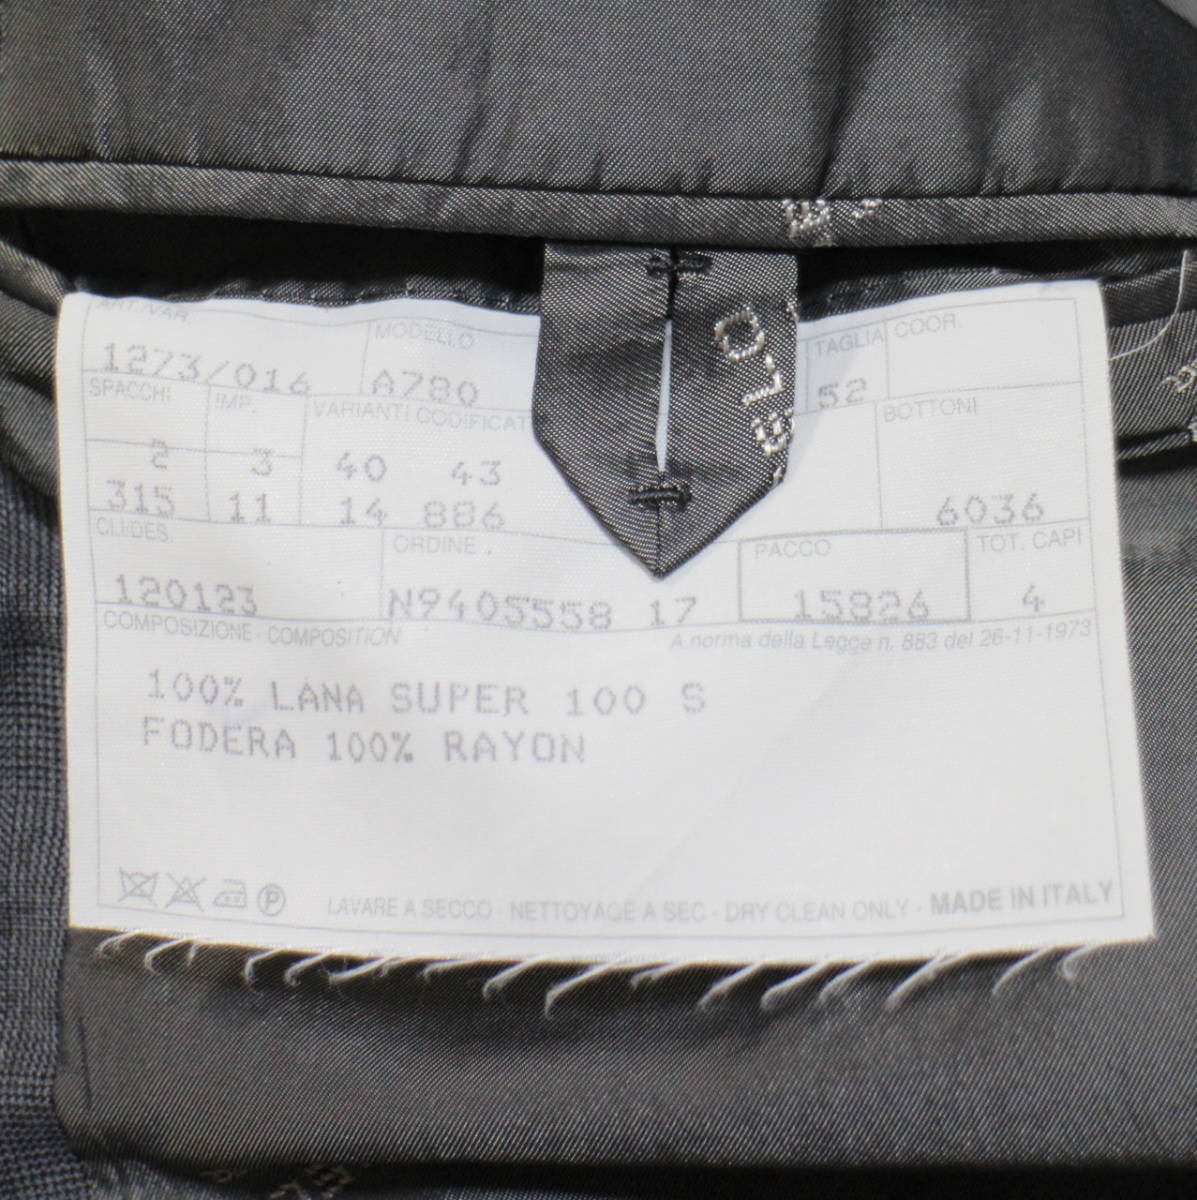 ART./VAR. MODELLO TAGLIA COOR.
1273/016 A780 52
SPACCHI IMP. VARIANTI CODIFICAT BOTTONI
2 3 40 43
315 11 14 886 6036
CLI/DES. ORDINE PACCO TOT. CAPI
120123 N9405558 17 15826 4
COMPOSIZIONE - COMPOSITION A norma della Legge n. 883 del 26-11-1973
100% LANA SUPER 100 S
FODERA 100% RAYON
P LAVARE A SECCO - NETTOYAGE A SEC - DRY CLEAN ONLY - MADE IN ITALY